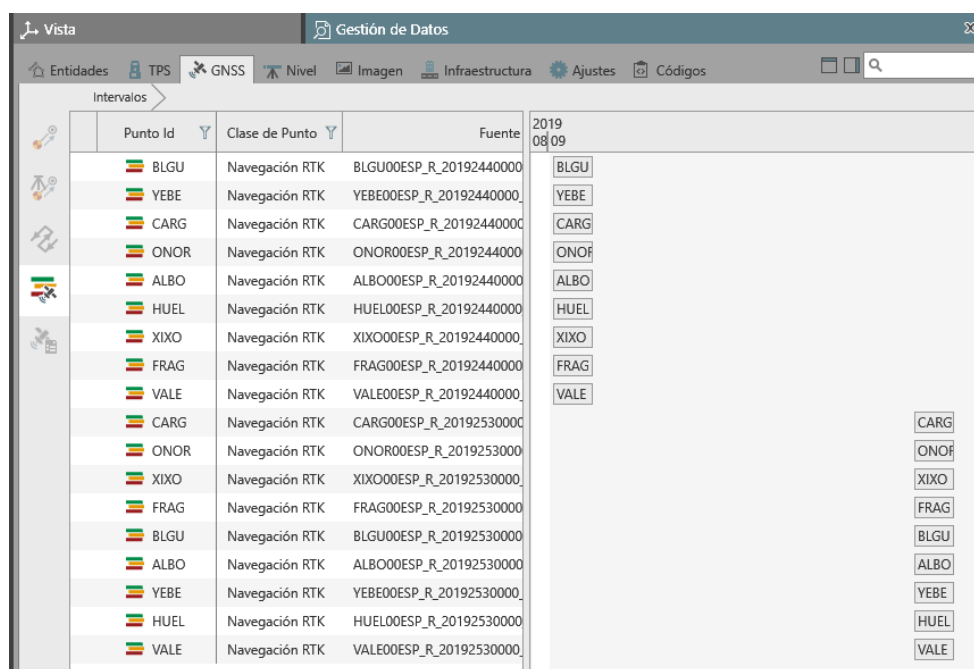 Vista Gestión de Datos
Entidades TPS GNSS Nivel Imagen Infraestructura Ajustes Códigos
Intervalos
Punto Id Clase de Punto Fuente 2019
08 09
BLGU Navegación RTK BLGU00ESP_R_20192440000 BLGU
YEBE Navegación RTK YEBE00ESP_R_20192440000_ YEBE
CARG Navegación RTK CARG00ESP_R_20192440000 CARG
ONOR Navegación RTK ONOR00ESP_R_2019244000 ONOR
ALBO Navegación RTK ALBO00ESP_R_20192440000 ALBO
HUEL Navegación RTK HUEL00ESP_R_20192440000 HUEL
XIXO Navegación RTK XIXO00ESP_R_20192440000_ XIXO
FRAG Navegación RTK FRAG00ESP_R_20192440000 FRAG
VALE Navegación RTK VALE00ESP_R_20192440000_ VALE
CARG Navegación RTK CARG00ESP_R_20192530000 CARG
ONOR Navegación RTK ONOR00ESP_R_2019253000 ONOR
XIXO Navegación RTK XIXO00ESP_R_20192530000_ XIXO
FRAG Navegación RTK FRAG00ESP_R_20192530000 FRAG
BLGU Navegación RTK BLGU00ESP_R_20192530000 BLGU
ALBO Navegación RTK ALBO00ESP_R_20192530000 ALBO
YEBE Navegación RTK YEBE00ESP_R_20192530000_ YEBE
HUEL Navegación RTK HUEL00ESP_R_20192530000 HUEL
VALE Navegación RTK VALE00ESP_R_20192530000_ VALE